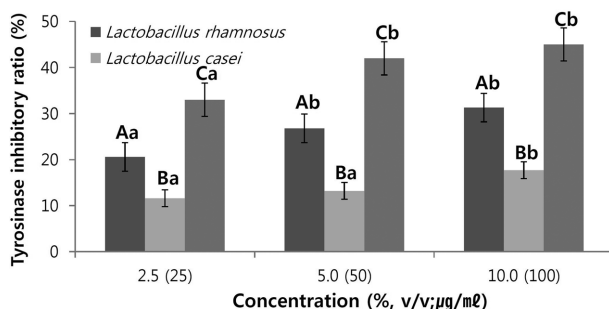 Tyrosinase inhibitory ratio (%)
50
40
30
20
10
0
Lactobacillus rhamnosus
Lactobacillus casei
Aa
Ba
Ca
Ab
Ba
Cb
Ab
Bb
Cb
2.5 (25)
5.0 (50)
10.0 (100)
Concentration (%, v/v;μg/㎖)